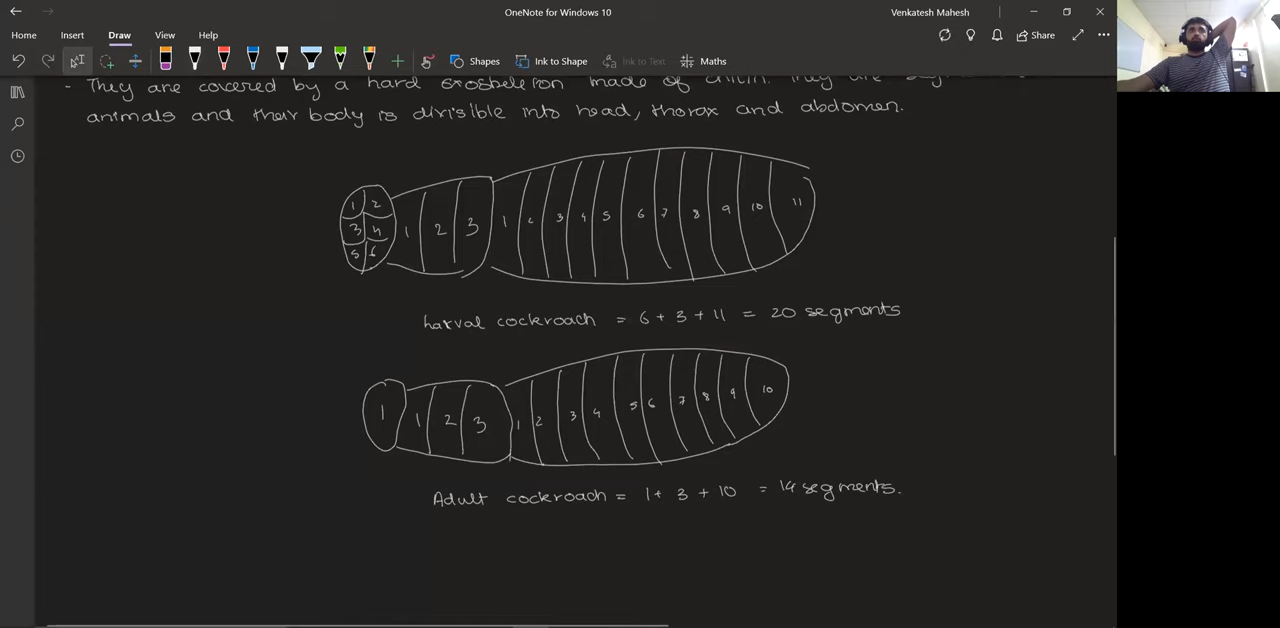 OneNote for Windows 10
Venkatesh Mahesh
Home Insert Draw View Help
Shapes Ink to Shape Ink to Text Maths Share
- They are covered by a hard exoskeleton made of chitin. They are
animals and their body is divisible into head, thorax and abdomen.
1 2
3 4
5 6
1 2 3
1 2 3 4 5 6 7 8 9 10 11
Larval cockroach = 6 + 3 + 11 = 20 segments
1
1 2 3
1 2 3 4 5 6 7 8 9 10
Adult cockroach = 1 + 3 + 10 = 14 segments.